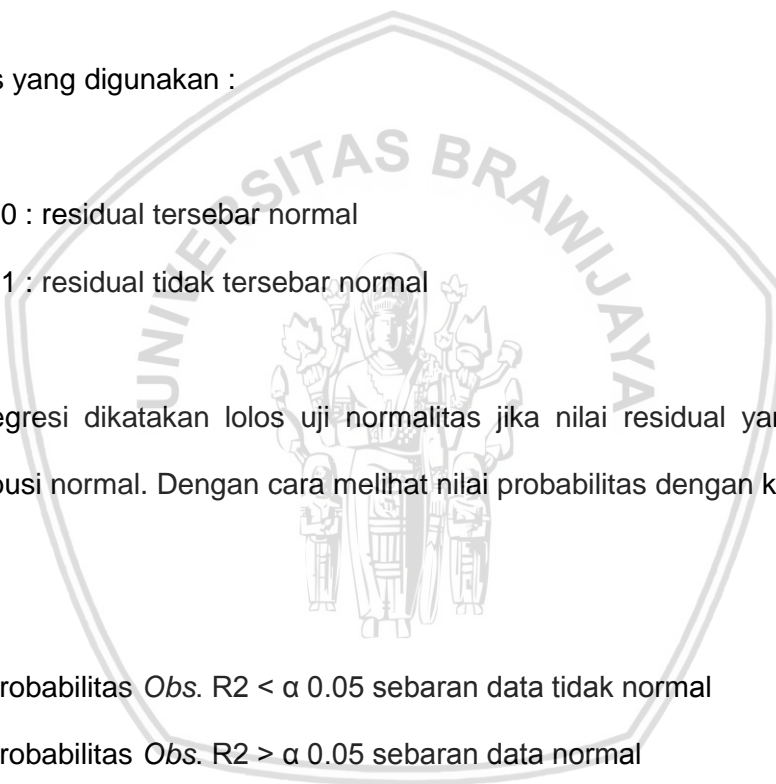 s yang digunakan :
UNIVERSITAS BRAWIJAYA
0 : residual tersebar normal
1 : residual tidak tersebar normal
egresi dikatakan lolos uji normalitas jika nilai residual yan
ousi normal. Dengan cara melihat nilai probabilitas dengan k
robabilitas Obs. R2 < α 0.05 sebaran data tidak normal
robabilitas Obs. R2 > α 0.05 sebaran data normal